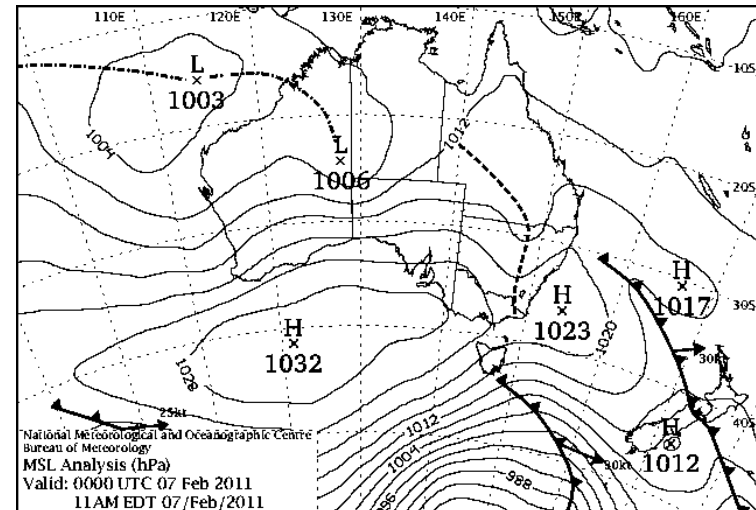 110E 120E 130E 140E 150E 160E
10S
L
1003
1004
L
1006
1012
20S
H
1017
30S
H
1023
1020
H
1032
1028
30kt
25kt
40S
H
1012
1012
1004
30kt
988
996
National Meteorological and Oceanographic Centre
Bureau of Meteorology
MSL Analysis (hPa)
Valid: 0000 UTC 07 Feb 2011
11AM EDT 07/Feb/2011